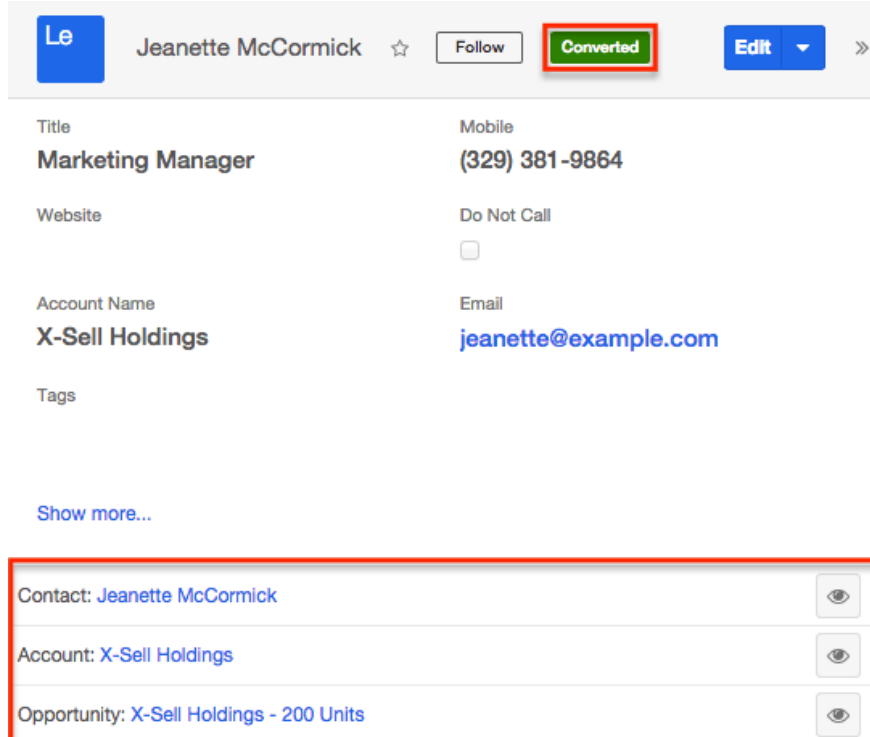 Le Jeanette McCormick Follow Converted Edit
Title Mobile
Marketing Manager (329) 381-9864
Website Do Not Call
Account Name Email
X-Sell Holdings jeanette@example.com
Tags
Show more...
Contact: Jeanette McCormick
Account: X-Sell Holdings
Opportunity: X-Sell Holdings - 200 Units